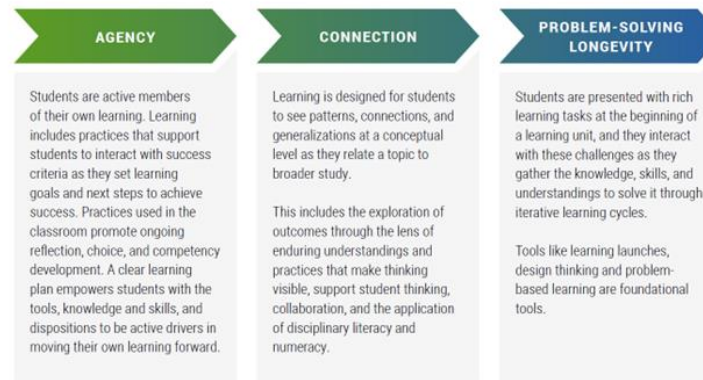 AGENCY
Students are active members
of their own learning. Learning
includes practices that support
students to interact with success
criteria as they set learning
goals and next steps to achieve
success. Practices used in the
classroom promote ongoing
reflection, choice, and competency
development. A clear learning
plan empowers students with the
tools, knowledge and skills, and
dispositions to be active drivers in
moving their own learning forward.
CONNECTION
Learning is designed for students
to see patterns, connections, and
generalizations at a conceptual
level as they relate a topic to
broader study.
This includes the exploration of
outcomes through the lens of
enduring understandings and
practices that make thinking
visible, support student thinking,
collaboration, and the application
of disciplinary literacy and
numeracy.
PROBLEM-SOLVING
LONGEVITY
Students are presented with rich
learning tasks at the beginning of
a learning unit, and they interact
with these challenges as they
gather the knowledge, skills, and
understandings to solve it through
iterative learning cycles.
Tools like learning launches,
design thinking and problem-
based learning are foundational
tools.